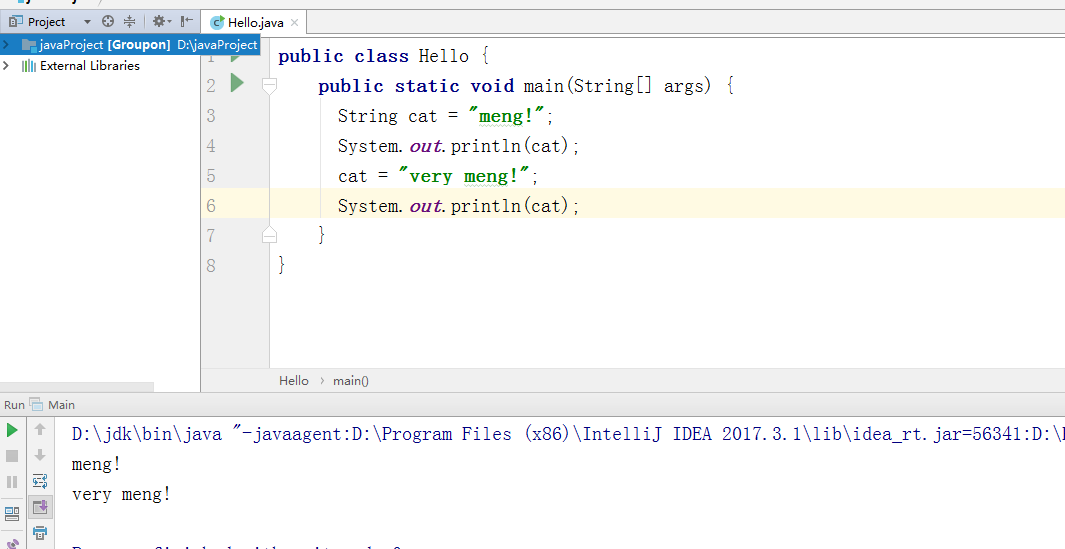 Project
Hello.java
javaProject [Groupon] D:\javaProject
External Libraries
1 public class Hello {
2 public static void main(String[] args) {
3 String cat = "meng!";
4 System.out.println(cat);
5 cat = "very meng!";
6 System.out.println(cat);
7 }
8 }
Hello › main()
Run Main
D:\jdk\bin\java "-javaagent:D:\Program Files (x86)\IntelliJ IDEA 2017.3.1\lib\idea_rt.jar=56341:D:\
meng!
very meng!